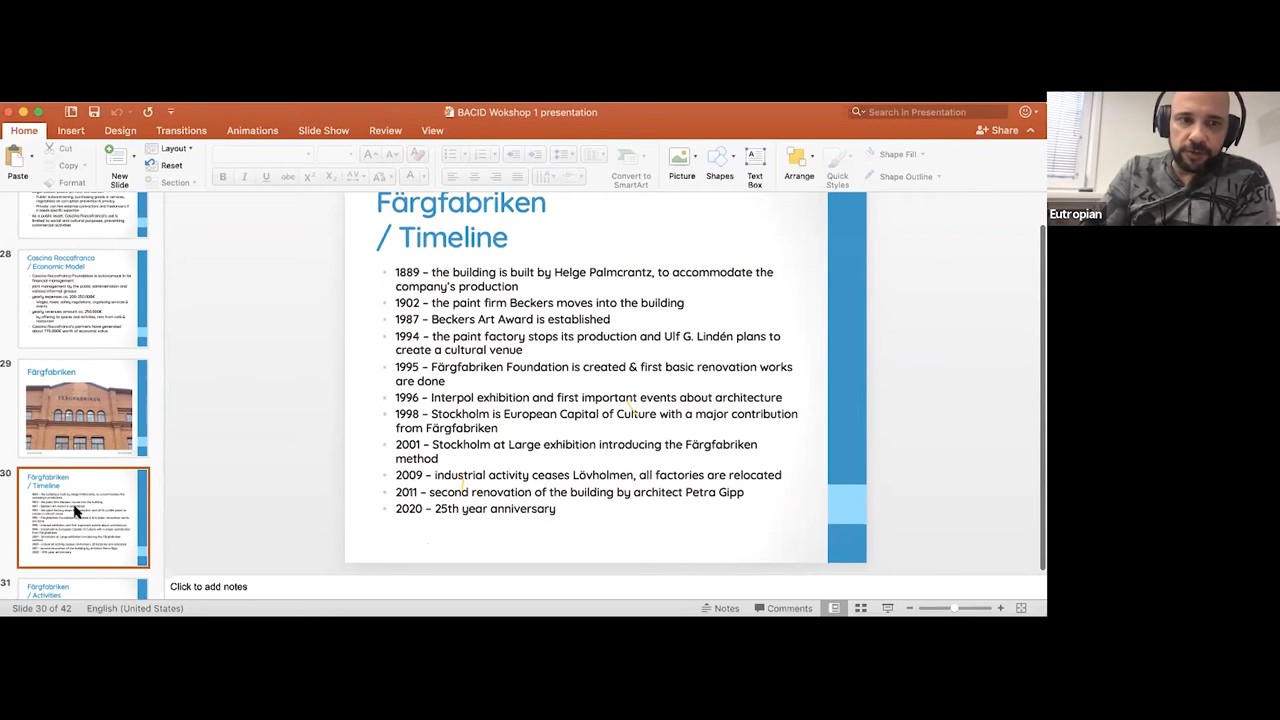 BACID Wokshop 1 presentation
Search in Presentation
Home Insert Design Transitions Animations Slide Show Review View
Share
Paste
Cut
Copy
Format
New
Slide
Layout
Reset
Section
Convert to
SmartArt
Picture
Shapes
Text
Box
Arrange
Quick
Styles
Shape Fill
Shape Outline
Eutropian
28
Cascina Roccafranca
/ Economic Model
29
Färgfabriken
30
Färgfabriken
/ Timeline
31
Färgfabriken
/ Activities
Färgfabriken
/ Timeline
1889 – the building is built by Helge Palmcrantz, to accommodate the
company's production
1902 – the paint firm Beckers moves into the building
1987 – Beckers Art Award is established
1994 – the paint factory stops its production and Ulf G. Lindén plans to
create a cultural venue
1995 – Färgfabriken Foundation is created & first basic renovation works
are done
1996 – Interpol exhibition and first important events about architecture
1998 – Stockholm is European Capital of Culture with a major contribution
from Färgfabriken
2001 – Stockholm at Large exhibition introducing the Färgfabriken
method
2009 – industrial activity ceases Lövholmen, all factories are relocated
2011 – second renovation of the building by architect Petra Gipp
2020 – 25th year anniversary
Click to add notes
Slide 30 of 42 English (United States)
Notes Comments